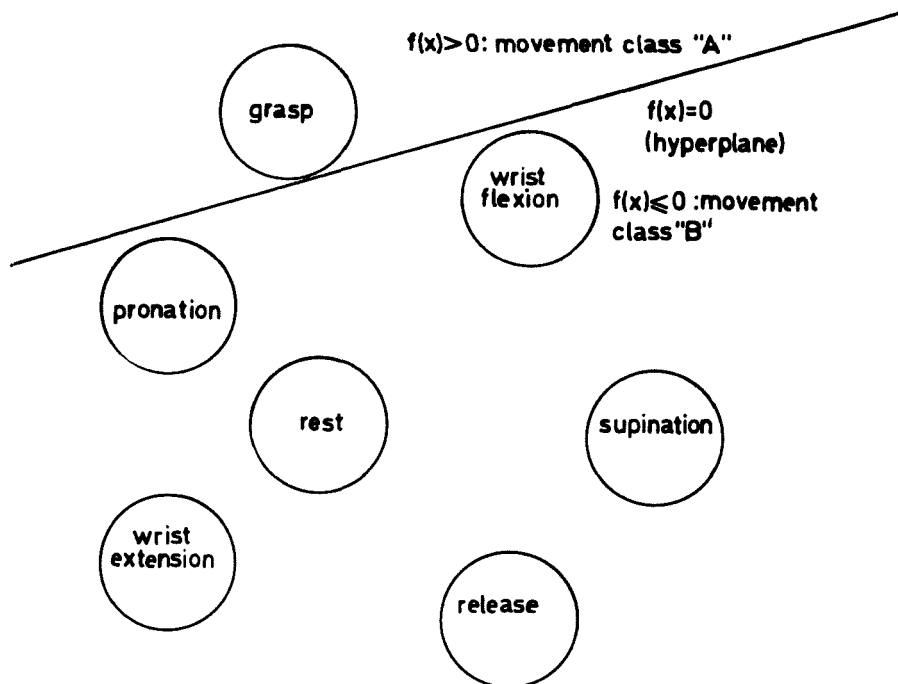 f(x)>0: movement class "A"
grasp
f(x)=0
(hyperplane)
wrist
flexion
f(x)⩽0 :movement
class"B"
pronation
rest
supination
wrist
extension
release